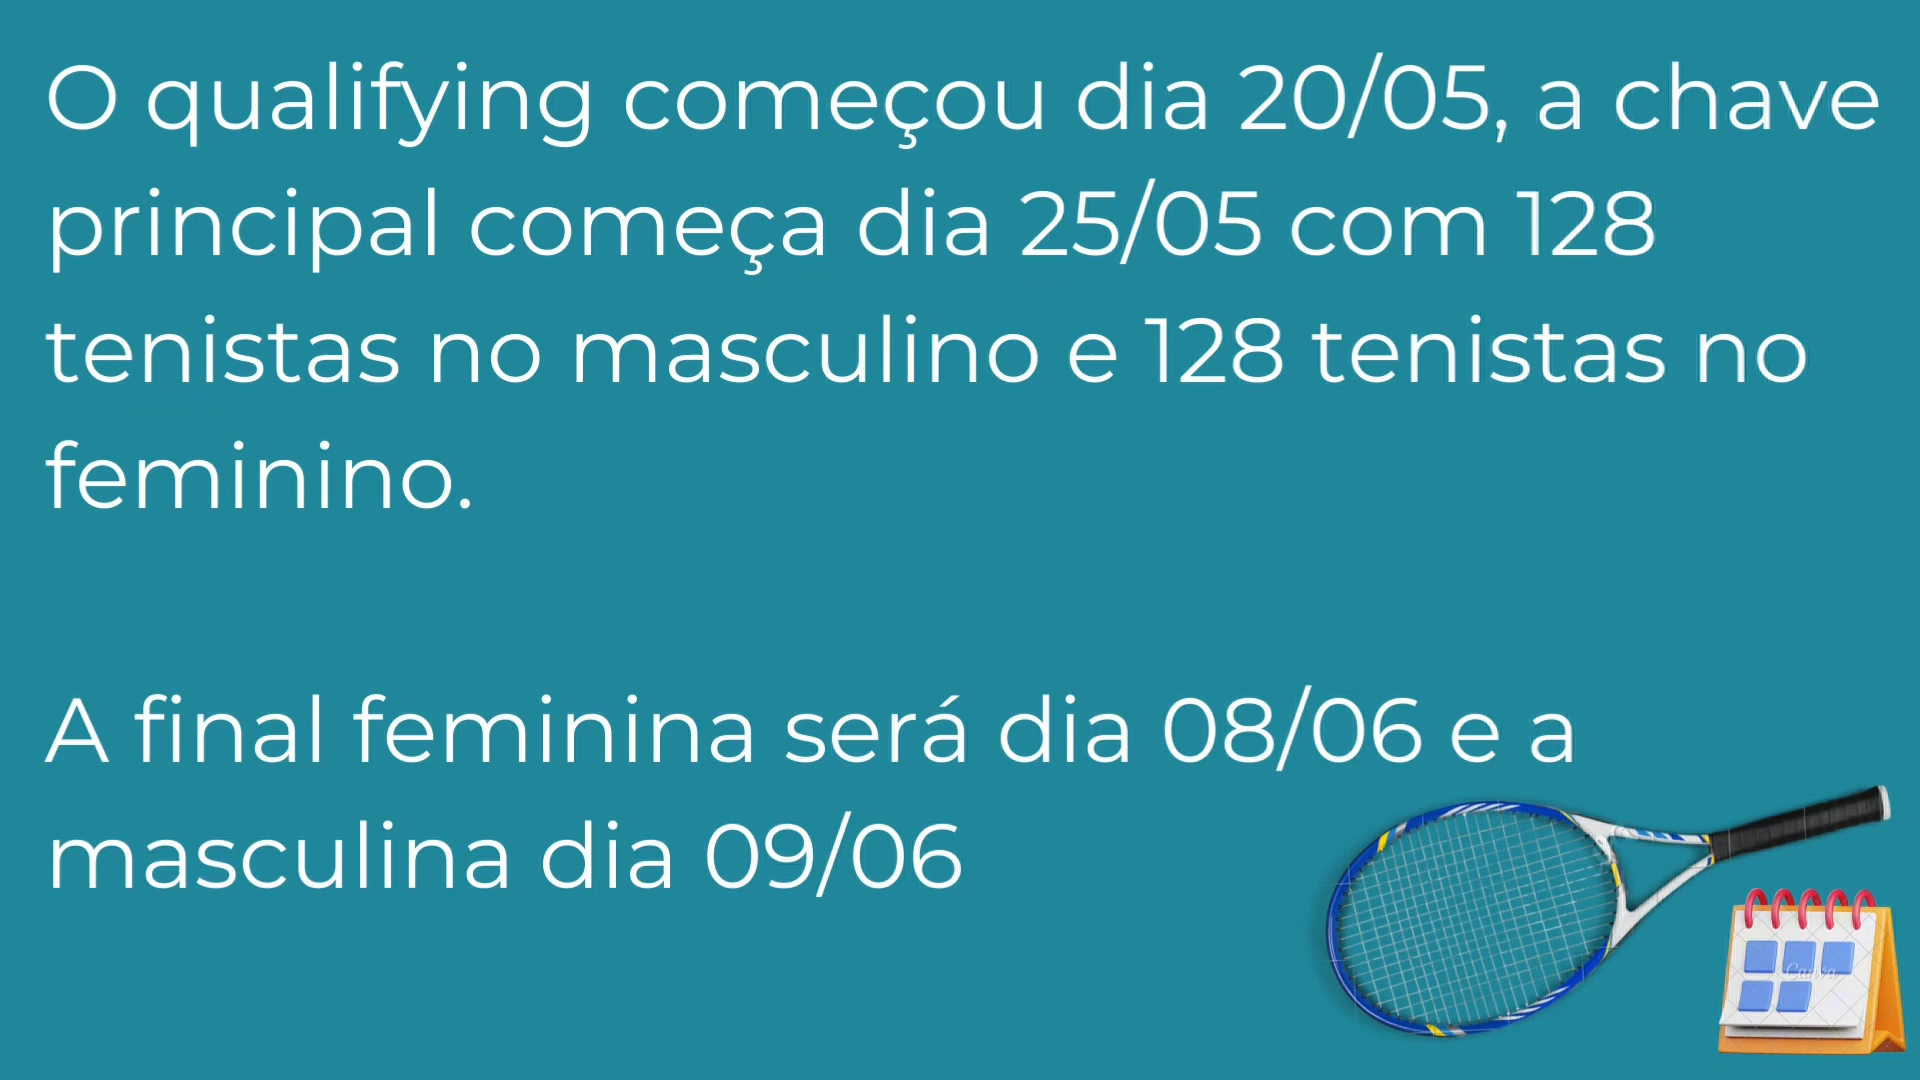 O qualifying começou dia 20/05, a chave
principal começa dia 25/05 com 128
tenistas no masculino e 128 tenistas no
feminino.
A final feminina será dia 08/06 e a
masculina dia 09/06
Canva